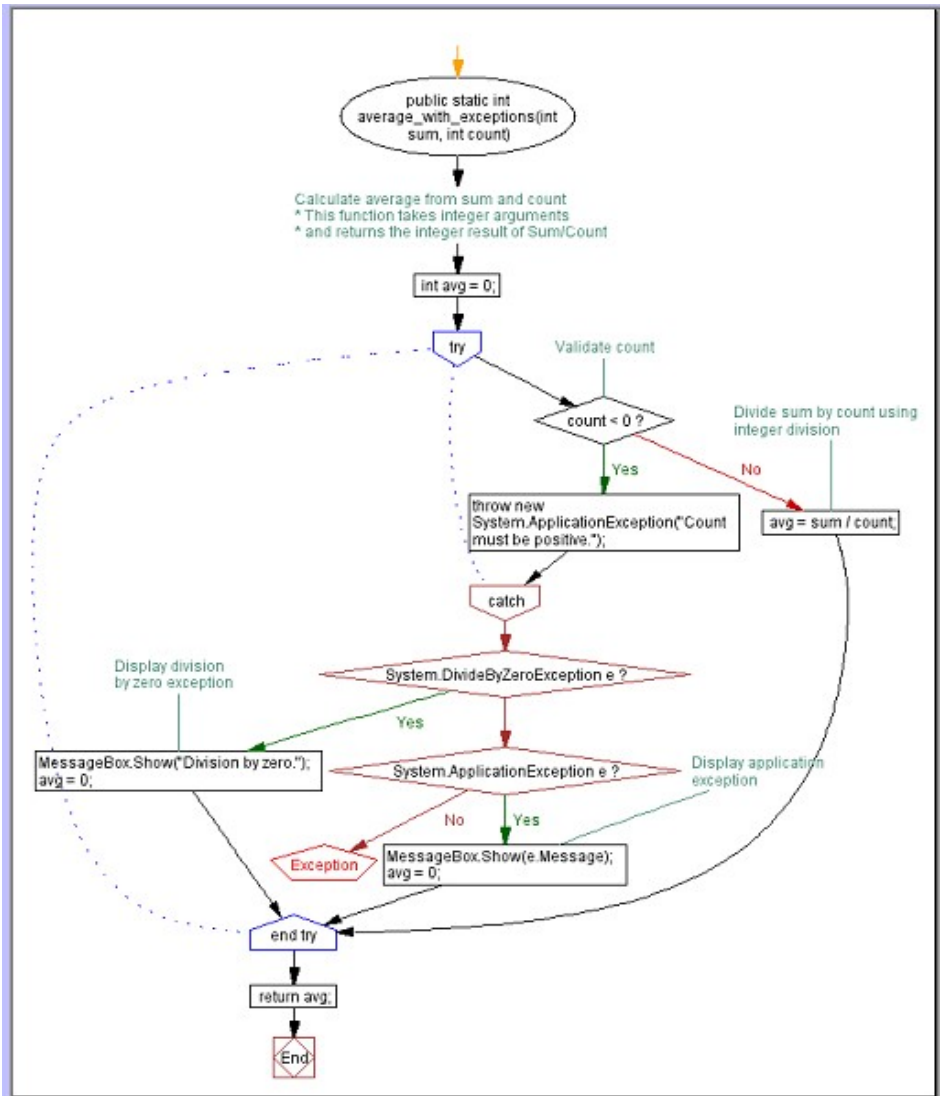 public static int
average_with_exceptions(int
sum, int count)
Calculate average from sum and count
* This function takes integer arguments
* and returns the integer result of Sum/Count
int avg = 0;
try
Validate count
count < 0 ?
Divide sum by count using
integer division
Yes
No
throw new
System.ApplicationException("Count
must be positive.");
avg = sum / count;
catch
System.DivideByZeroException e ?
Display division
by zero exception
Yes
MessageBox.Show("Division by zero.");
avg = 0;
System.ApplicationException e ?
Display application
exception
No
Yes
Exception
MessageBox.Show(e.Message);
avg = 0;
end try
return avg;
End